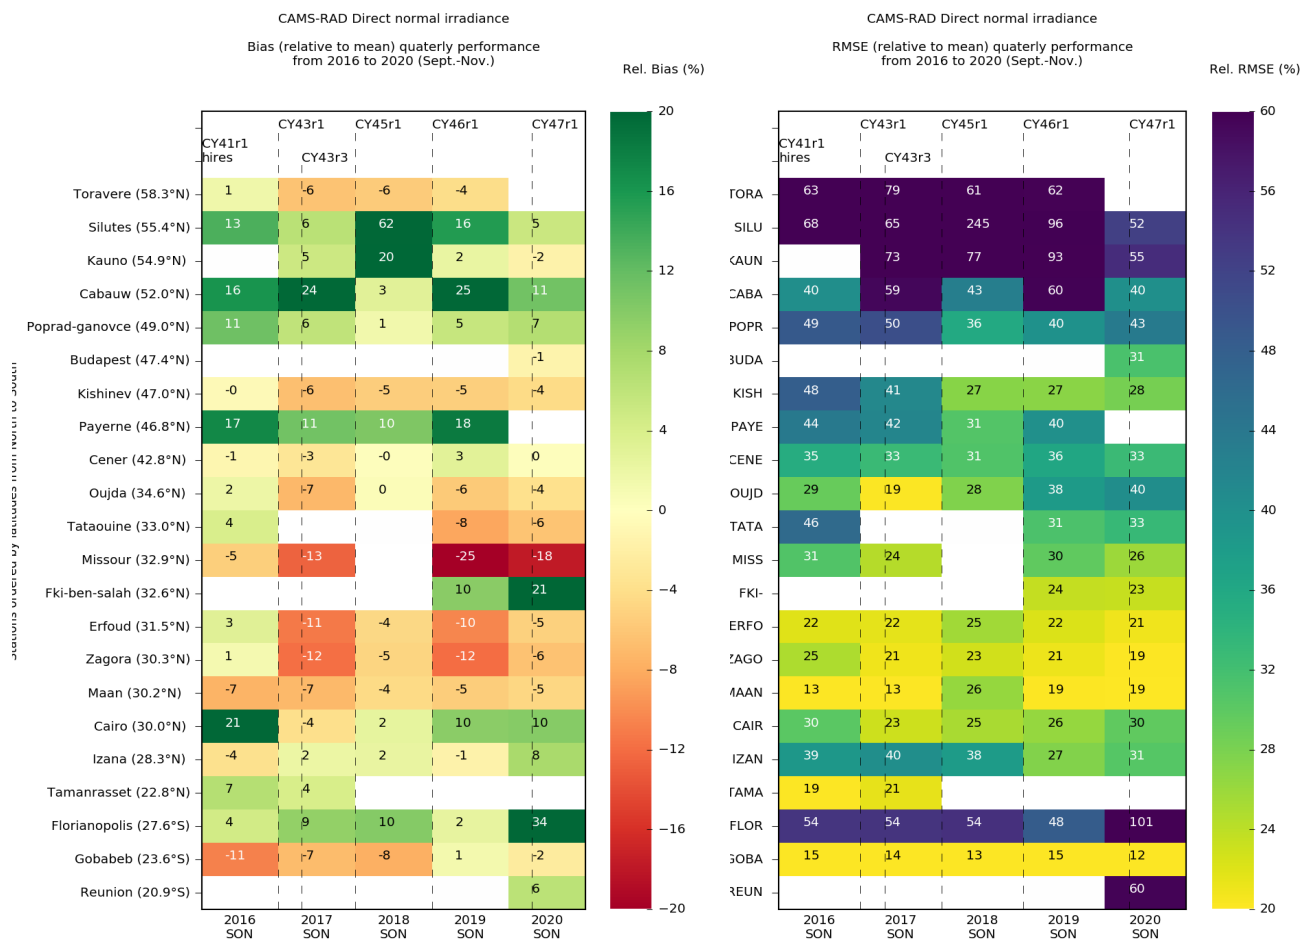 CAMS-RAD Direct normal irradiance
Bias (relative to mean) quaterly performance
from 2016 to 2020 (Sept.-Nov.)
Rel. Bias (%)
CY43r1 CY45r1 CY46r1 CY47r1
CY41r1
hires
CY43r3
Toravere (58.3°N) 1 -6 -6 -4
Silutes (55.4°N) 13 6 62 16 5
Kauno (54.9°N) 5 20 2 -2
Cabauw (52.0°N) 16 24 3 25 11
Poprad-ganovce (49.0°N) 11 6 1 5 7
Budapest (47.4°N) -1
Kishinev (47.0°N) -0 -6 -5 -5 -4
Payerne (46.8°N) 17 11 10 18
Cener (42.8°N) -1 -3 -0 3 0
Oujda (34.6°N) 2 -7 0 -6 -4
Tataouine (33.0°N) 4 -8 -6
Missour (32.9°N) -5 -13 -25 -18
Fki-ben-salah (32.6°N) 10 21
Erfoud (31.5°N) 3 -11 -4 -10 -5
Zagora (30.3°N) 1 -12 -5 -12 -6
Maan (30.2°N) -7 -7 -4 -5 -5
Cairo (30.0°N) 21 -4 2 10 10
Izana (28.3°N) -4 2 2 -1 8
Tamanrasset (22.8°N) 7 4
Florianopolis (27.6°S) 4 9 10 2 34
Gobabeb (23.6°S) -11 -7 -8 1 -2
Reunion (20.9°S) 6
2016 2017 2018 2019 2020
SON SON SON SON SON
20
16
12
8
4
0
−4
−8
−12
−16
−20
CAMS-RAD Direct normal irradiance
RMSE (relative to mean) quaterly performance
from 2016 to 2020 (Sept.-Nov.)
Rel. RMSE (%)
CY43r1 CY45r1 CY46r1 CY47r1
CY41r1
hires
CY43r3
TORA 63 79 61 62
SILU 68 65 245 96 52
KAUN 73 77 93 55
CABA 40 59 43 60 40
POPR 49 50 36 40 43
BUDA 31
KISH 48 41 27 27 28
PAYE 44 42 31 40
CENE 35 33 31 36 33
OUJD 29 19 28 38 40
TATA 46 31 33
MISS 31 24 30 26
FKI- 24 23
ERFO 22 22 25 22 21
ZAGO 25 21 23 21 19
MAAN 13 13 26 19 19
CAIR 30 23 25 26 30
IZAN 39 40 38 27 31
TAMA 19 21
FLOR 54 54 54 48 101
GOBA 15 14 13 15 12
REUN 60
2016 2017 2018 2019 2020
SON SON SON SON SON
60
56
52
48
44
40
36
32
28
24
20